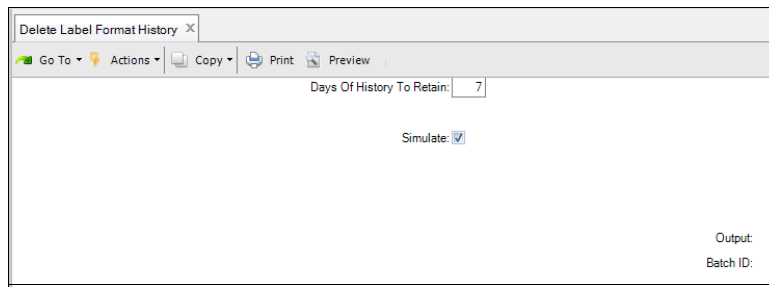 Delete Label Format History
Go To Actions Copy Print Preview
Days Of History To Retain: 7
Simulate:
Output:
Batch ID: